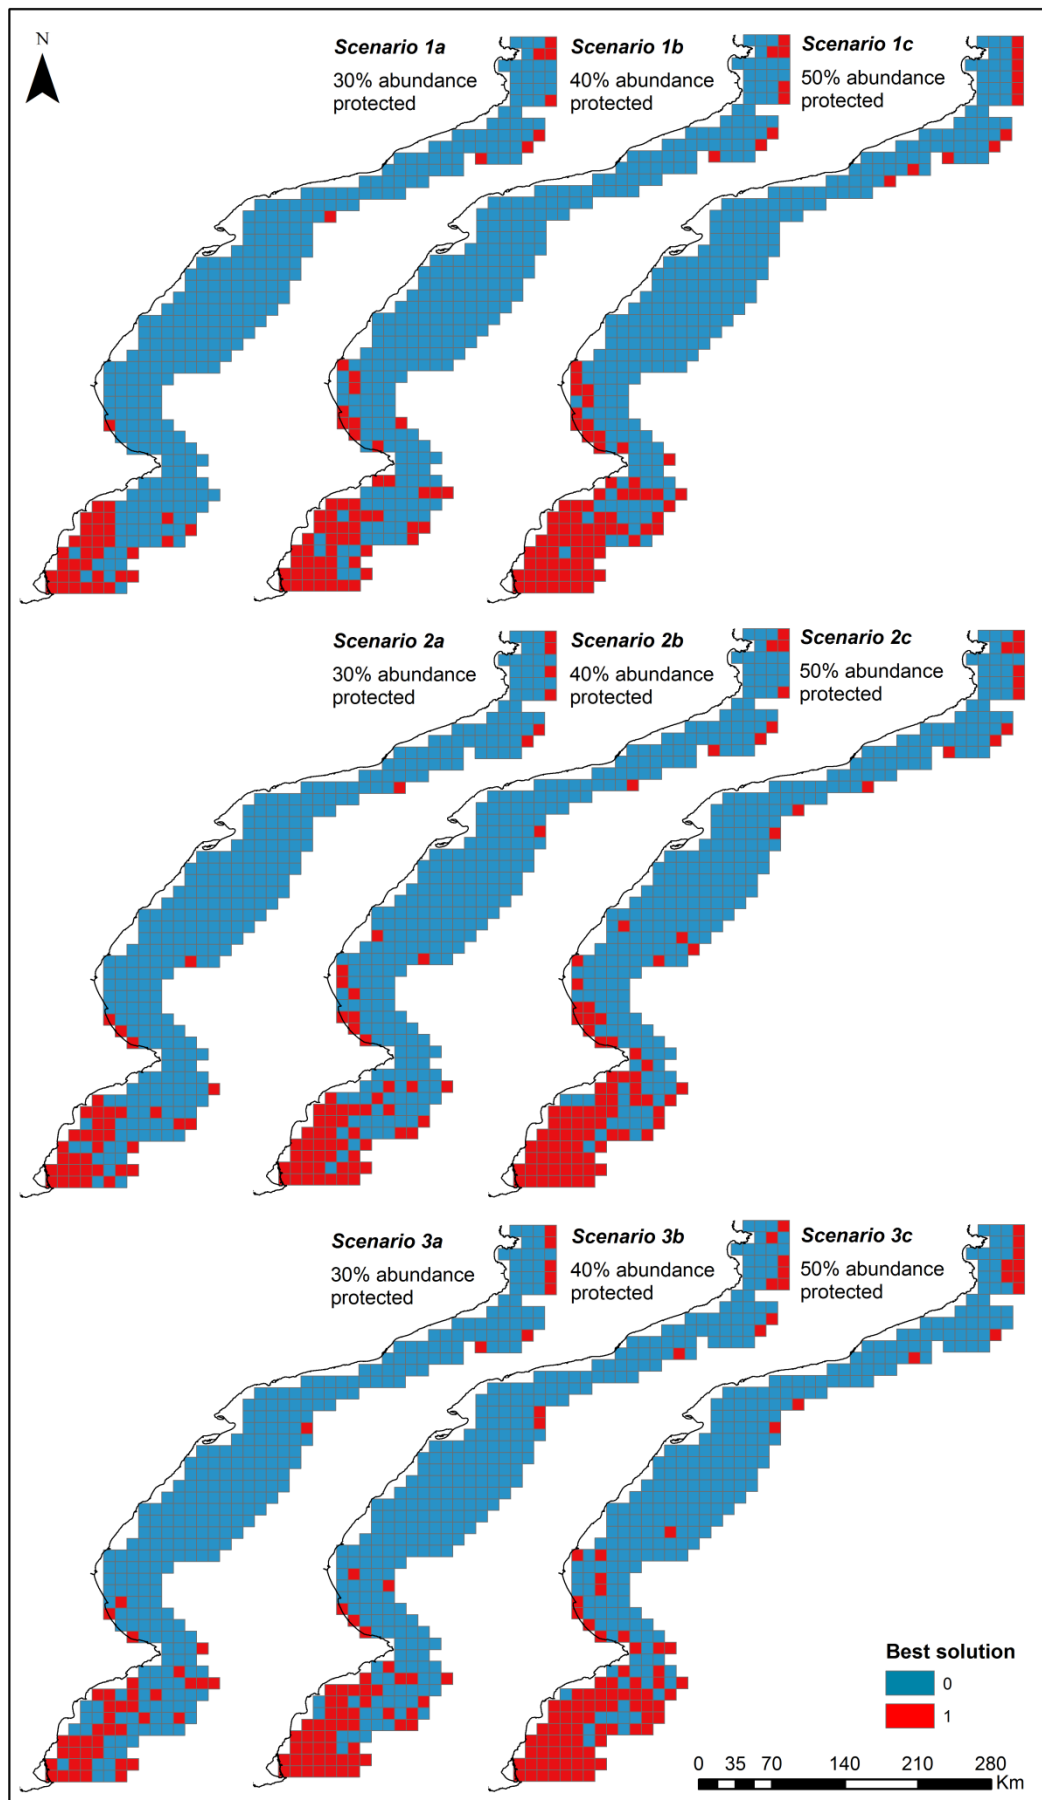 N
Scenario 1a
30% abundance
protected
Scenario 1b
40% abundance
protected
Scenario 1c
50% abundance
protected
Scenario 2a
30% abundance
protected
Scenario 2b
40% abundance
protected
Scenario 2c
50% abundance
protected
Scenario 3a
30% abundance
protected
Scenario 3b
40% abundance
protected
Scenario 3c
50% abundance
protected
Best solution
0
1
0 35 70 140 210 280
Km